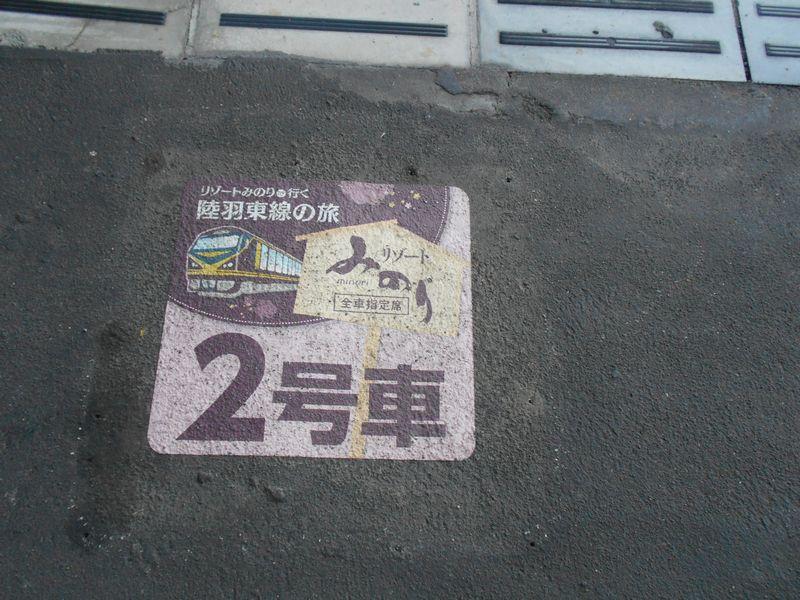 リゾートみのりで行く
陸羽東線の旅
リゾート
みのり
minori
全車指定席
2号車